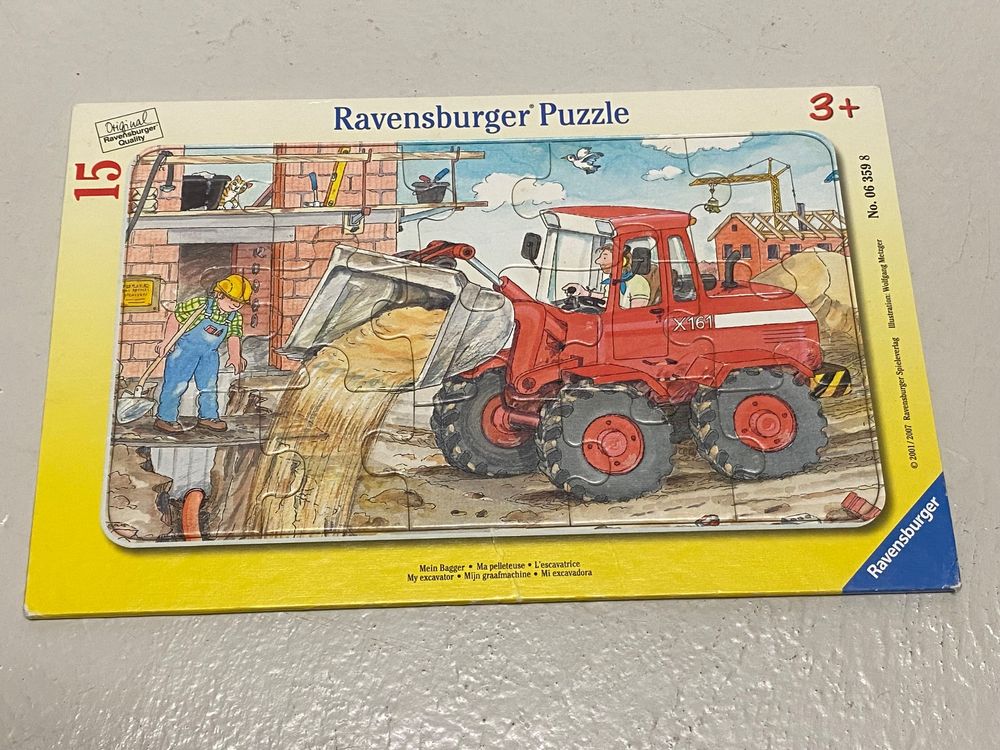 Original
Ravensburger
Quality
Ravensburger® Puzzle
3+
15
No. 06 359 8
Illustration: Wolfgang Metzger
© 2001/2007 Ravensburger Spieleverlag
X161
Mein Bagger • Ma pelleteuse • L'escavatrice
My excavator • Mijn graafmachine • Mi excavadora
Ravensburger